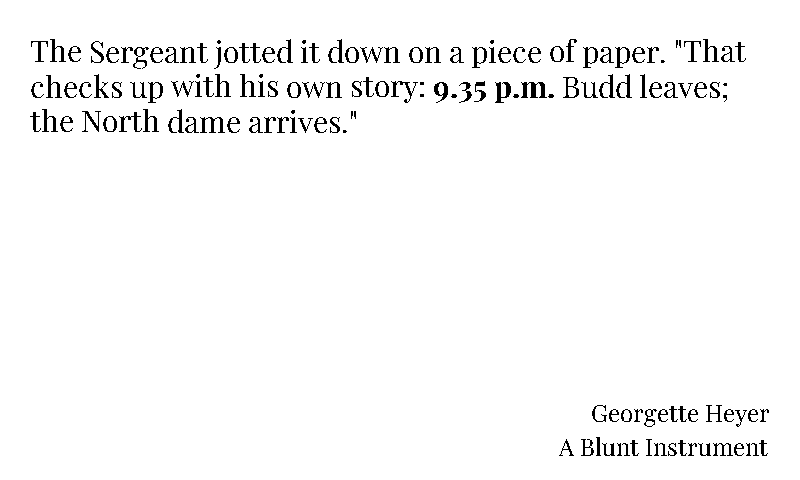 The Sergeant jotted it down on a piece of paper. "That
checks up with his own story: 9.35 p.m. Budd leaves;
the North dame arrives."
Georgette Heyer
A Blunt Instrument